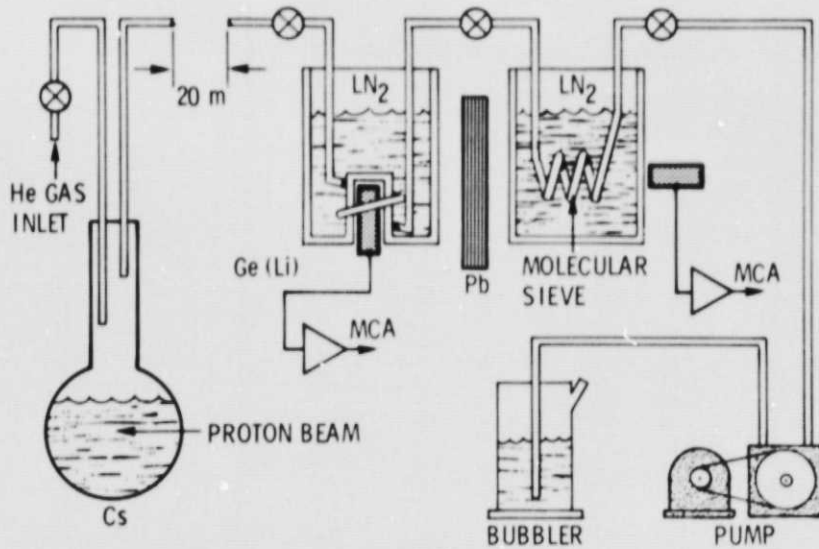 20 m
LN2
LN2
He GAS
INLET
Ge (Li)
MCA
Pb
MOLECULAR
SIEVE
MCA
PROTON BEAM
Cs
BUBBLER
PUMP